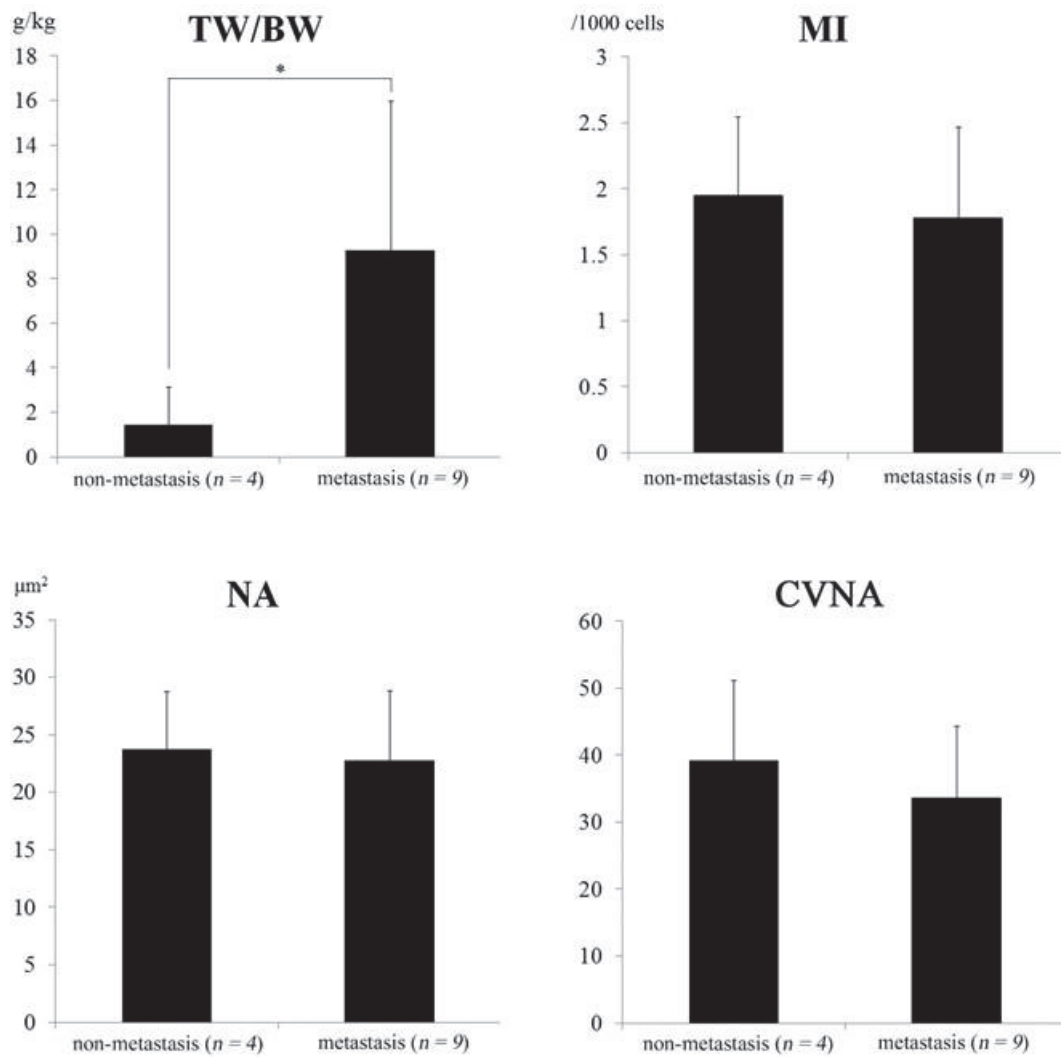 g/kg
TW/BW
18
16
14
12
10
8
6
4
2
0
*
non-metastasis (n = 4)
metastasis (n = 9)
/1000 cells
MI
3
2.5
2
1.5
1
0.5
0
non-metastasis (n = 4)
metastasis (n = 9)
μm²
NA
35
30
25
20
15
10
5
0
non-metastasis (n = 4)
metastasis (n = 9)
CVNA
60
50
40
30
20
10
0
non-metastasis (n = 4)
metastasis (n = 9)